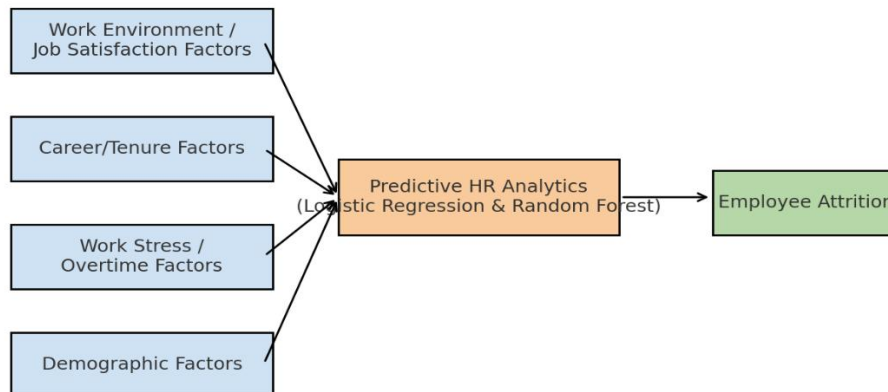 Work Environment /
Job Satisfaction Factors
Career/Tenure Factors
Work Stress /
Overtime Factors
Demographic Factors
Predictive HR Analytics
(Logistic Regression & Random Forest)
Employee Attrition